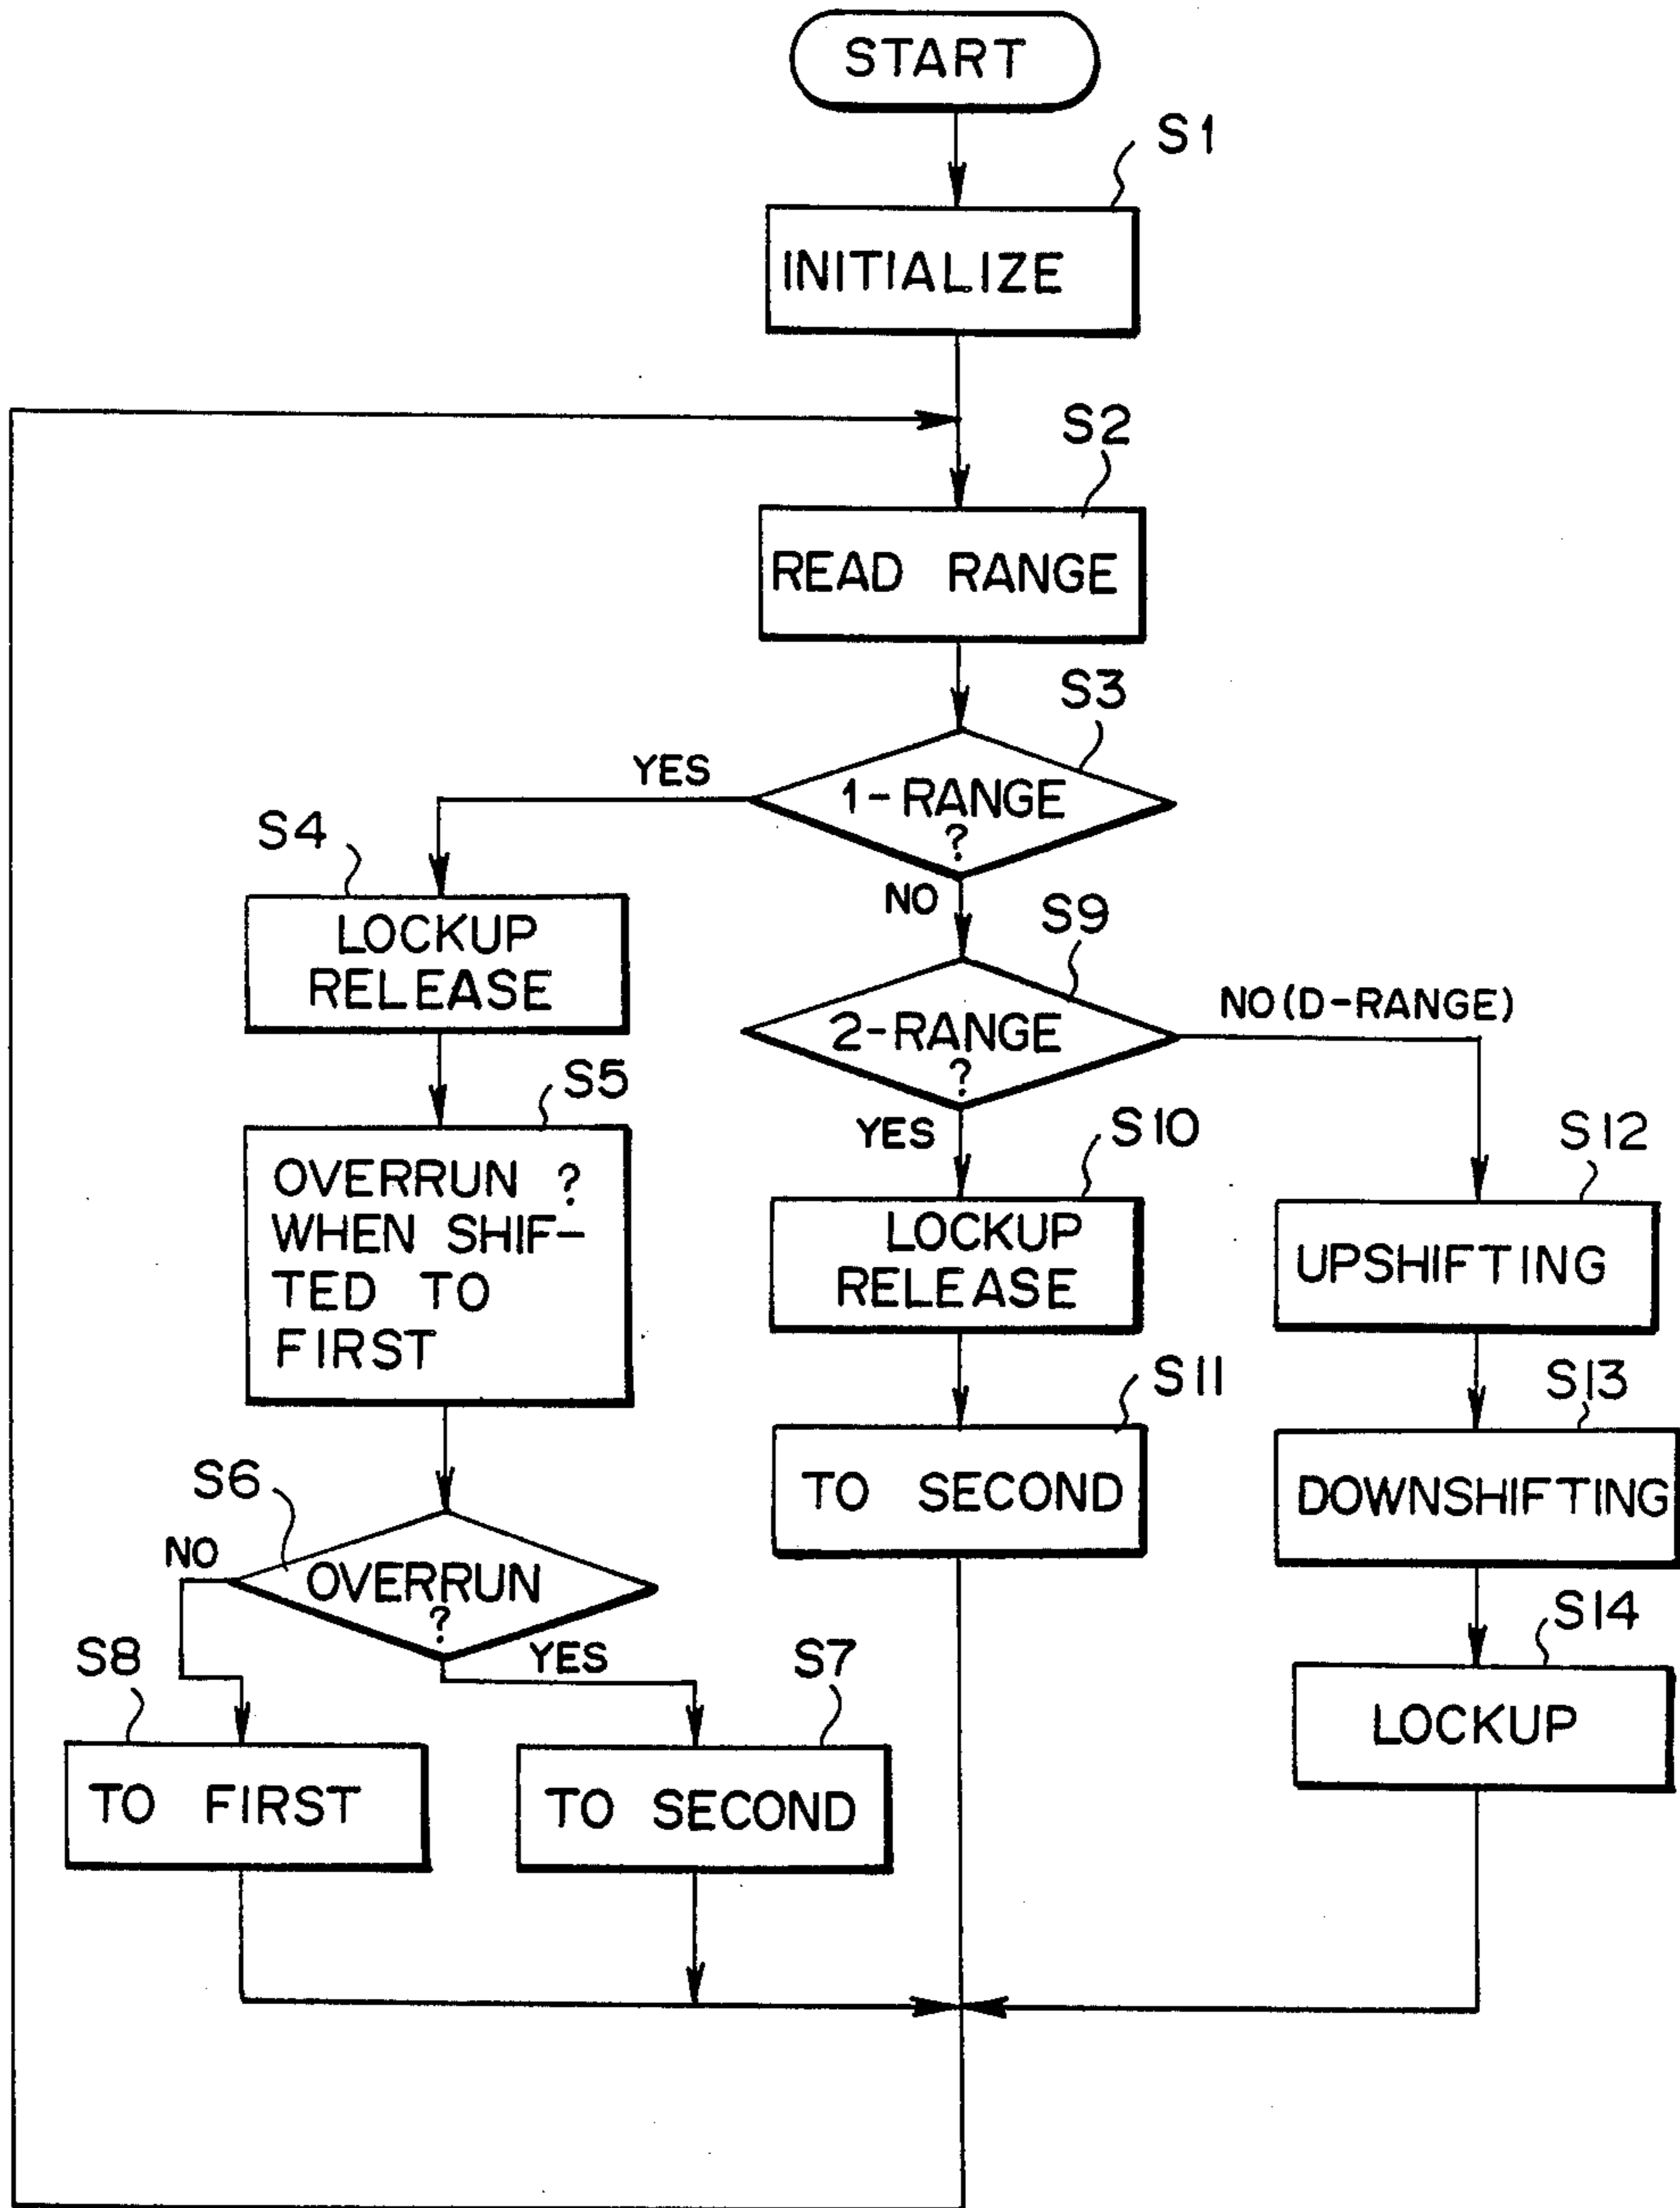 START
S1
INITIALIZE
S2
READ RANGE
S3
YES
1-RANGE
?
S4
NO
LOCKUP
RELEASE
S9
2-RANGE
?
NO (D-RANGE)
S5
OVERRUN ?
WHEN SHIF-
TED TO
FIRST
YES
S10
LOCKUP
RELEASE
S12
UPSHIFTING
S11
TO SECOND
S13
DOWNSHIFTING
S6
NO
OVERRUN
?
YES
S8
TO FIRST
S7
TO SECOND
S14
LOCKUP